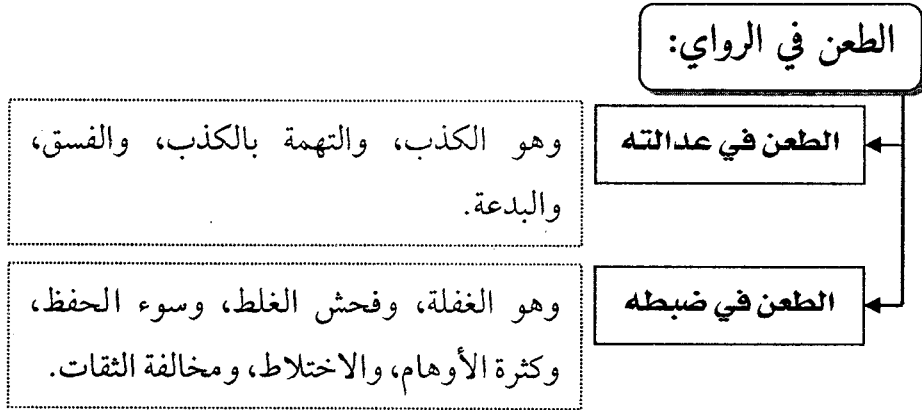 الطعن في الرواي:
الطعن في عدالته
وهو الكذب، والتهمة بالكذب، والفسق،
والبدعة.
الطعن في ضبطه
وهو الغفلة، وفحش الغلط، وسوء الحفظ،
وكثرة الأوهام، والاختلاط، ومخالفة الثقات.